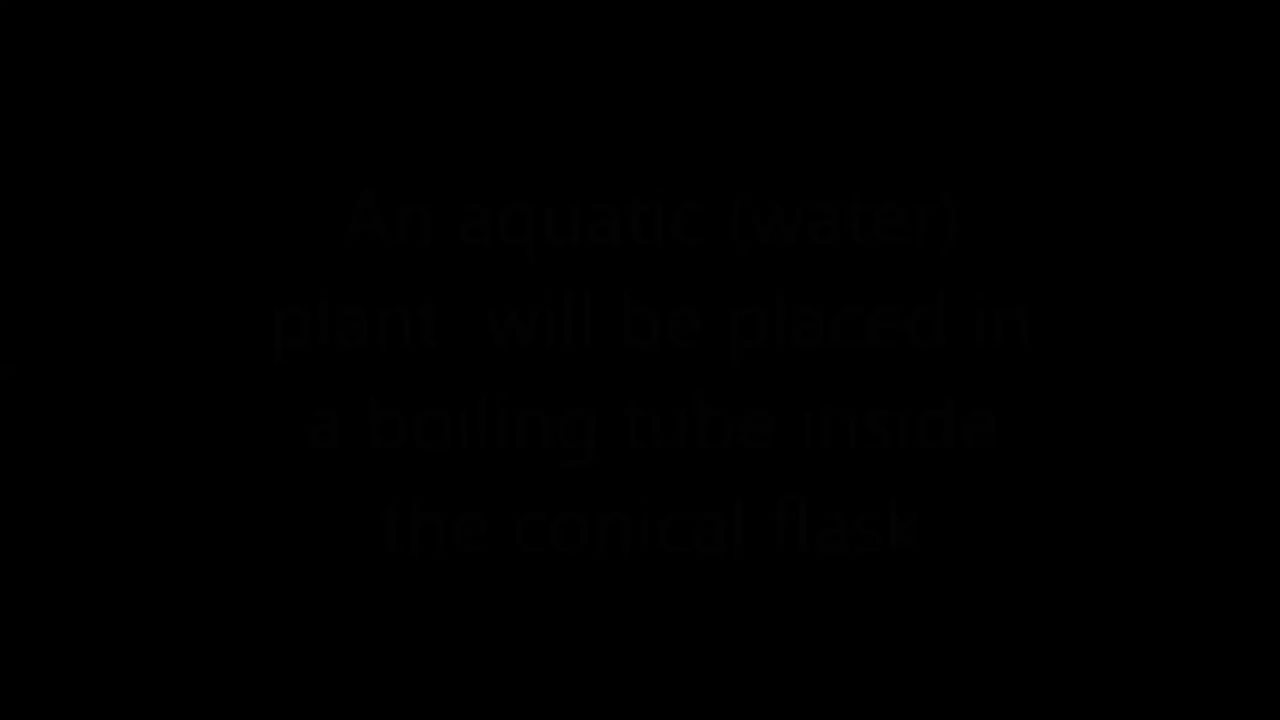 An aquatic (water)
plant will be placed in
a boiling tube inside
the conical flask